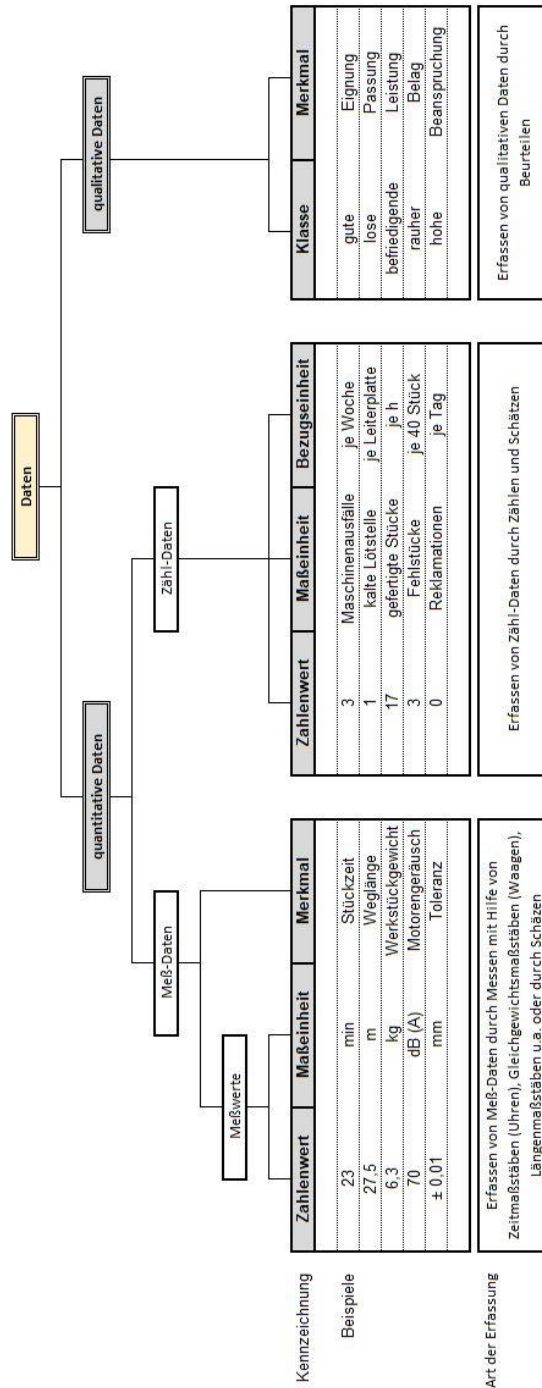 Daten
quantitative Daten
qualitative Daten
Meß-Daten
Zähl-Daten
Meßwerte
Kennzeichnung
Zahlenwert Maßeinheit Merkmal
Zahlenwert Maßeinheit Bezugseinheit
Klasse Merkmal
Beispiele
23 min Stückzeit
27,5 m Weglänge
6,3 kg Werkstückgewicht
70 dB (A) Motorengeräusch
± 0,01 mm Toleranz
3 Maschinenausfälle je Woche
1 kalte Lötstelle je Leiterplatte
17 gefertigte Stücke je h
3 Fehlstücke je 40 Stück
0 Reklamationen je Tag
gute Eignung
lose Passung
befriedigende Leistung
rauher Belag
hohe Beanspruchung
Art der Erfassung
Erfassen von Meß-Daten durch Messen mit Hilfe von
Zeitmaßstäben (Uhren), Gleichgewichtsmaßstäben (Waagen),
Längenmaßstäben u.a. oder durch Schäzen
Erfassen von Zähl-Daten durch Zählen und Schätzen
Erfassen von qualitativen Daten durch
Beurteilen